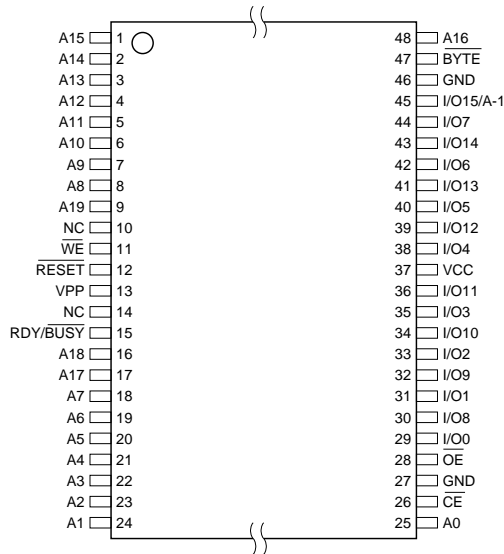 A15 1 48 A16
A14 2 47 BYTE
A13 3 46 GND
A12 4 45 I/O15/A-1
A11 5 44 I/O7
A10 6 43 I/O14
A9 7 42 I/O6
A8 8 41 I/O13
A19 9 40 I/O5
NC 10 39 I/O12
WE 11 38 I/O4
RESET 12 37 VCC
VPP 13 36 I/O11
NC 14 35 I/O3
RDY/BUSY 15 34 I/O10
A18 16 33 I/O2
A17 17 32 I/O9
A7 18 31 I/O1
A6 19 30 I/O8
A5 20 29 I/O0
A4 21 28 OE
A3 22 27 GND
A2 23 26 CE
A1 24 25 A0